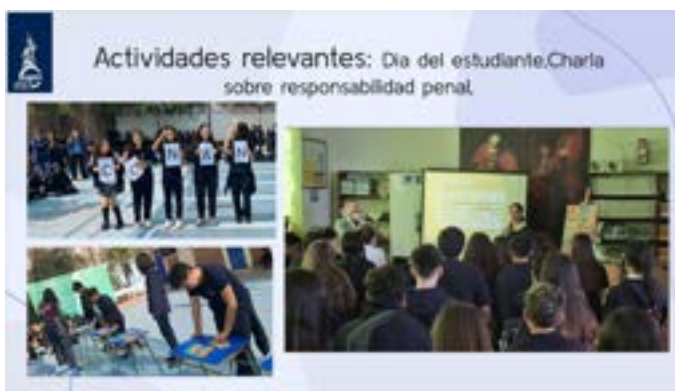 Actividades relevantes: Dia del estudiante,Charla
sobre responsabilidad penal
C S N A N